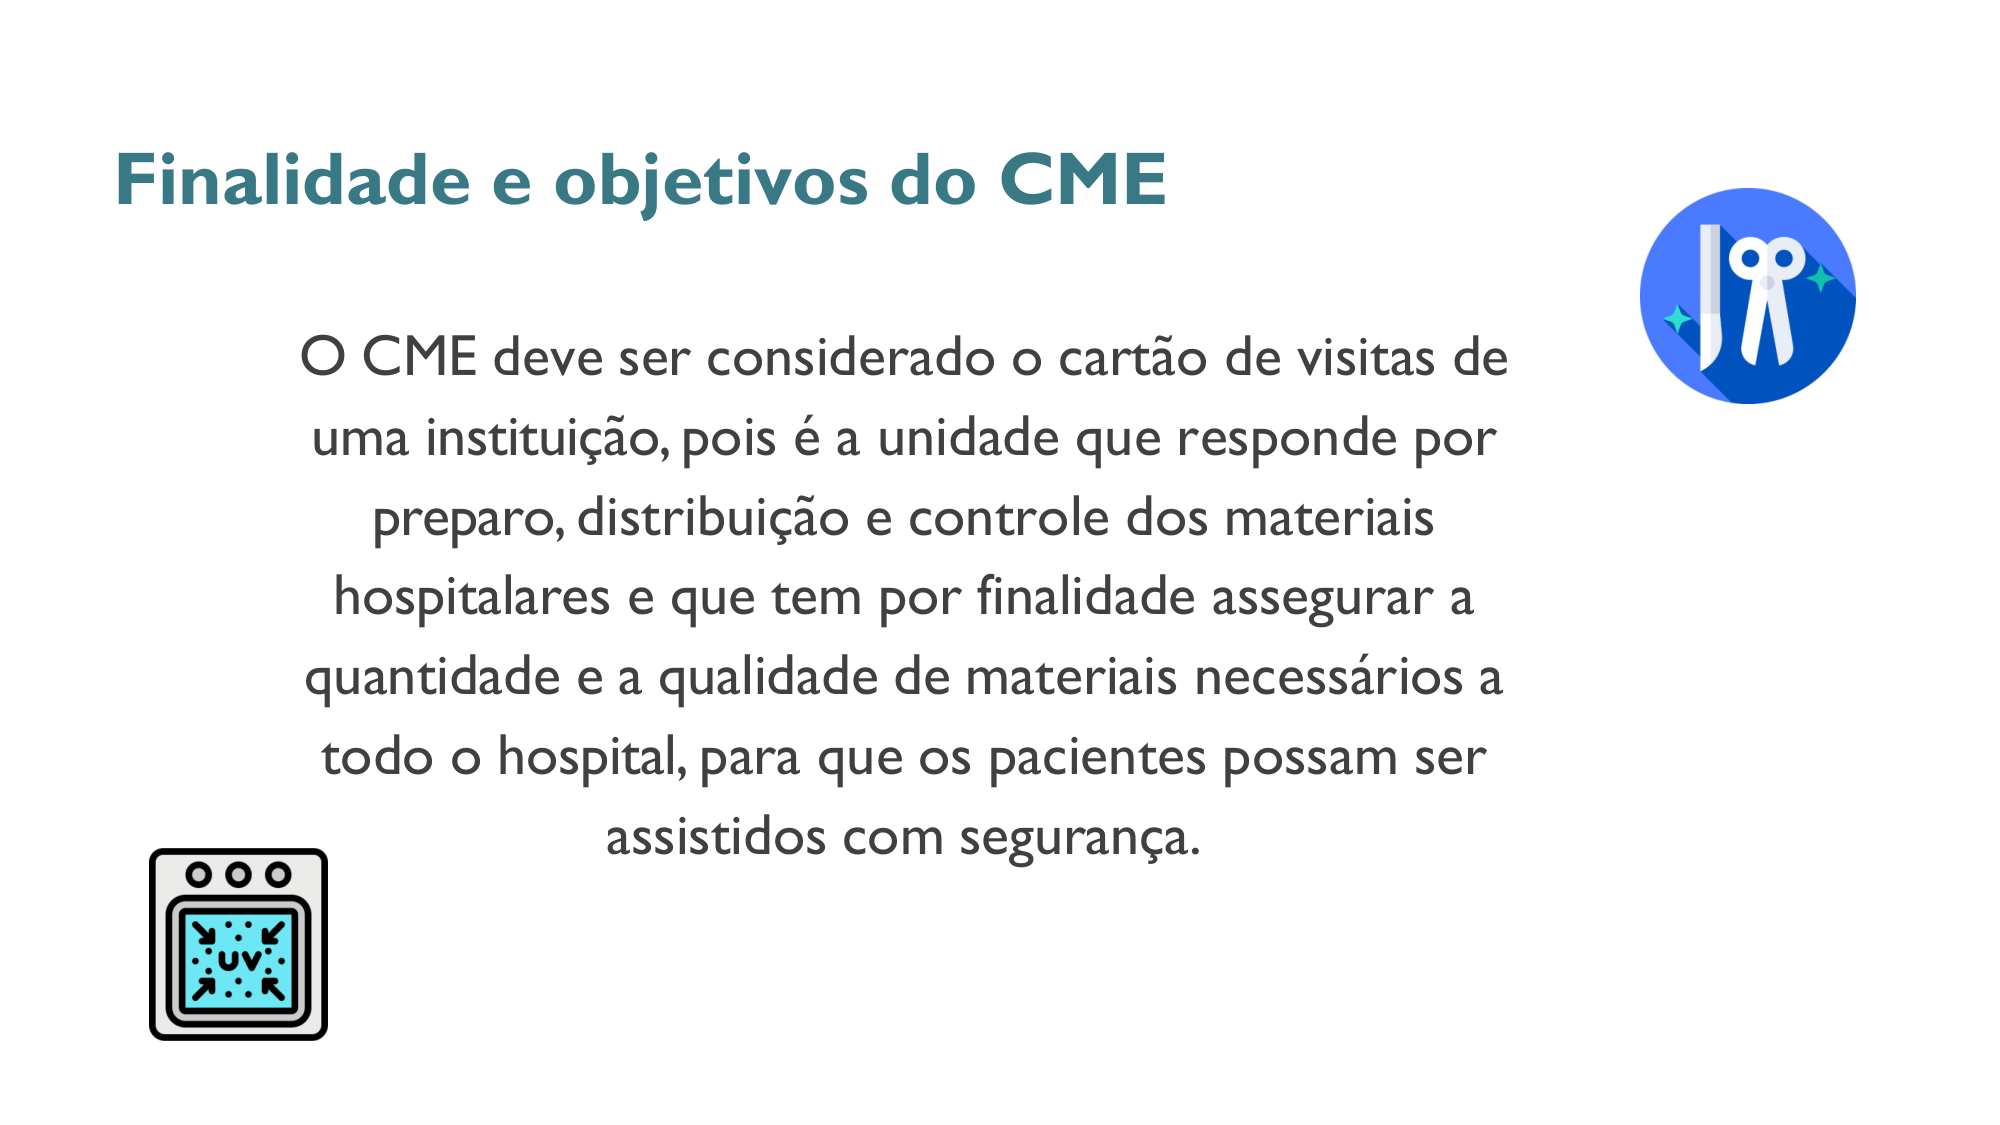 Finalidade e objetivos do CME
O CME deve ser considerado o cartão de visitas de
uma instituição, pois é a unidade que responde por
preparo, distribuição e controle dos materiais
hospitalares e que tem por finalidade assegurar a
quantidade e a qualidade de materiais necessários a
todo o hospital, para que os pacientes possam ser
assistidos com segurança.
UV